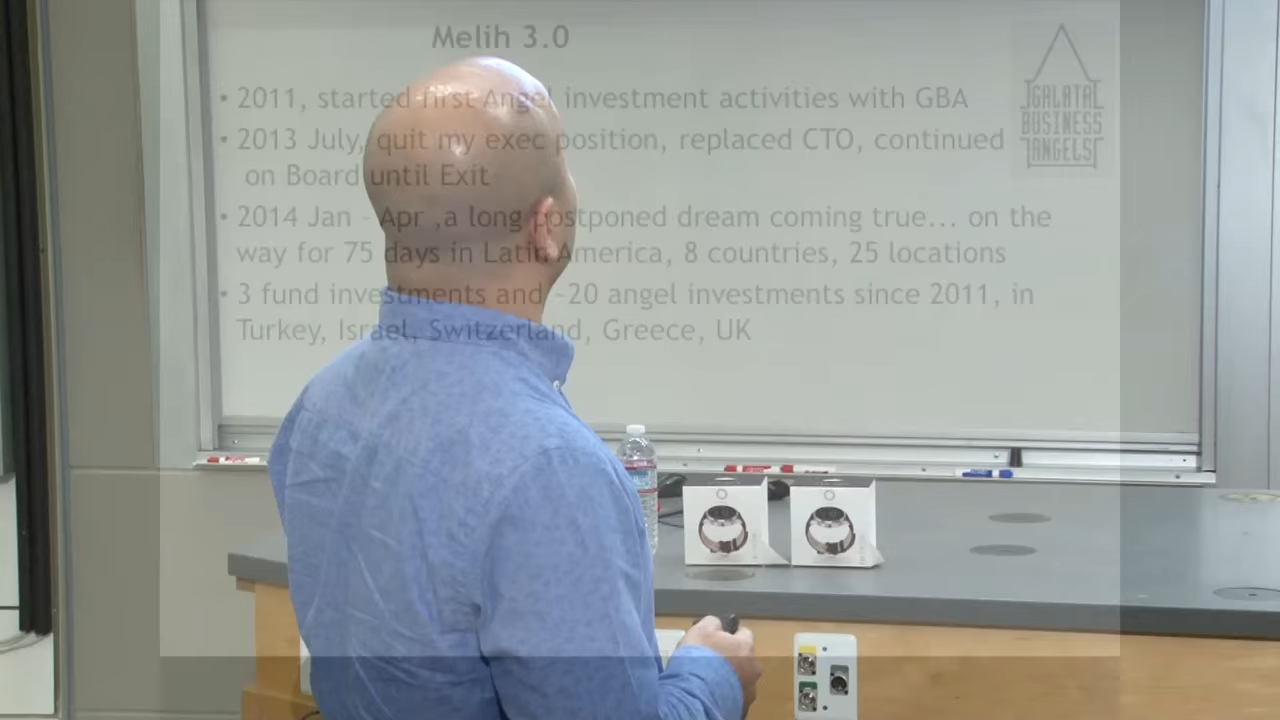 Melih 3.0
• 2011, started first Angel investment activities with GBA
• 2013 July, quit my exec position, replaced CTO, continued
on Board until Exit
• 2014 Jan - Apr ,a long postponed dream coming true... on the
way for 75 days in Latin America, 8 countries, 25 locations
• 3 fund investments and ~20 angel investments since 2011, in
Turkey, Israel, Switzerland, Greece, UK
GALATA
BUSINESS
ANGELS